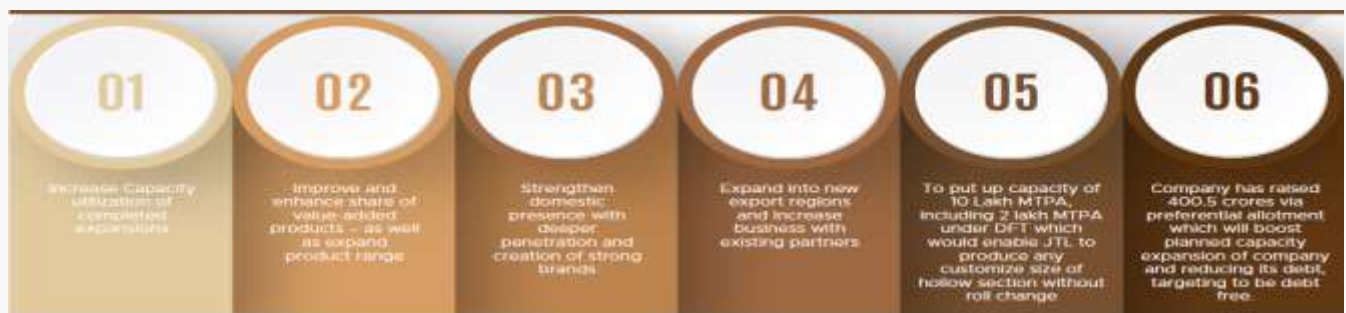 01
Increase Capacity
utilization of
completed
expansions
02
Improve and
enhance share of
value-added
products – as well
as expand
product range
03
Strengthen
domestic
presence with
deeper
penetration and
creation of strong
brands
04
Expand into new
export regions
and increase
business with
existing partners
05
To put up capacity of
10 Lakh MTPA,
including 2 lakh MTPA
under DFT which
would enable JTL to
produce any
customize size of
hollow section without
roll change
06
Company has raised
400.5 crores via
preferential allotment
which will boost
planned capacity
expansion of company
and reducing its debt,
targeting to be debt
free